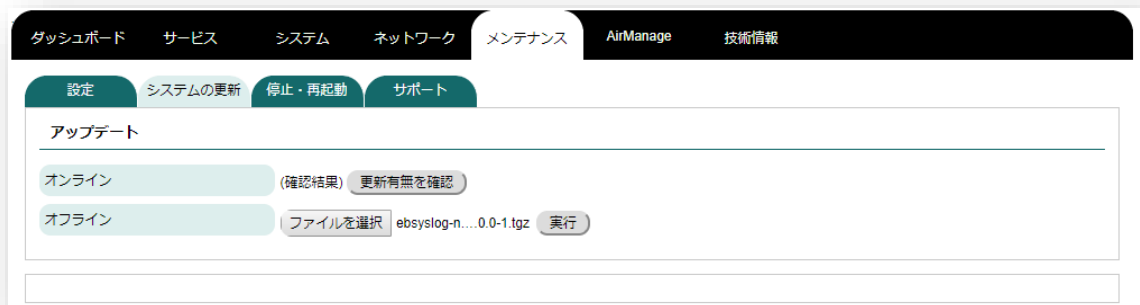 ダッシュボード サービス システム ネットワーク メンテナンス AirManage 技術情報
設定 システムの更新 停止・再起動 サポート
アップデート
オンライン (確認結果) 更新有無を確認
オフライン ファイルを選択 ebsyslog-n....0.0-1.tgz 実行